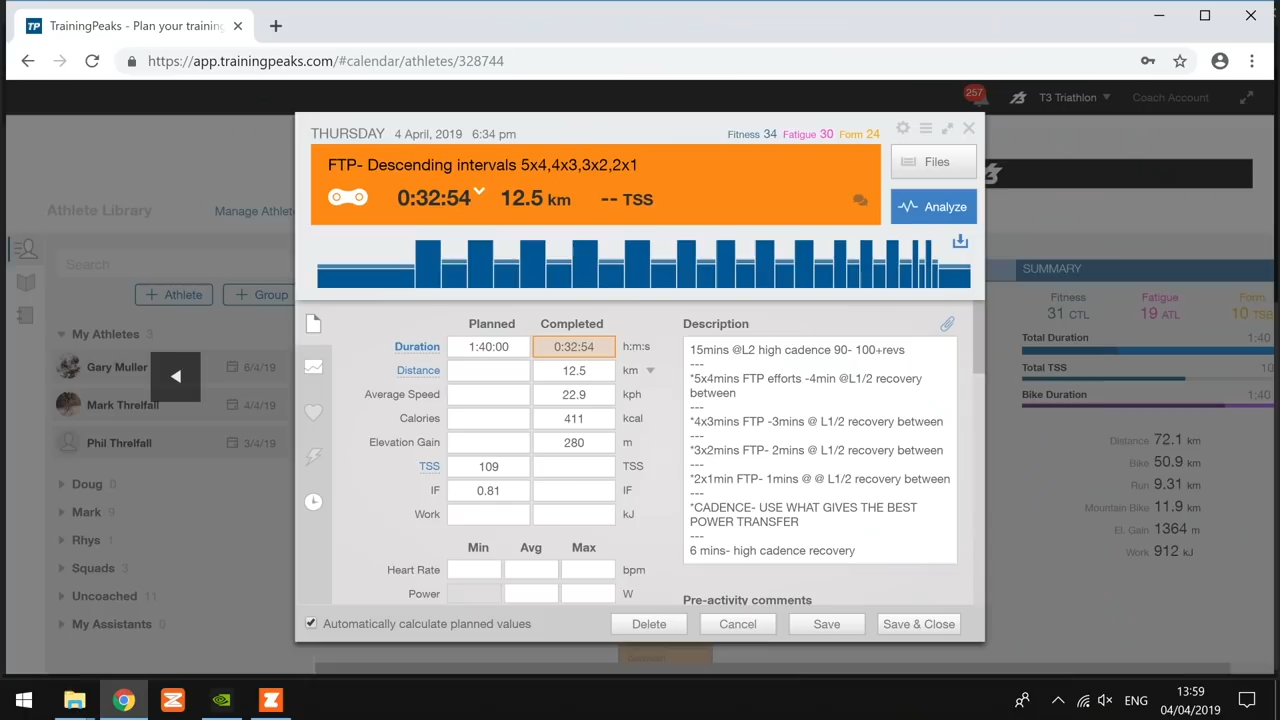 TP TrainingPeaks - Plan your training
https://app.trainingpeaks.com/#calendar/athletes/328744
257 T3 Triathlon Coach Account
THURSDAY 4 April, 2019 6:34 pm Fitness 34 Fatigue 30 Form 24
FTP- Descending intervals 5x4,4x3,3x2,2x1
0:32:54 12.5 km -- TSS
Files
Analyze
Athlete Library Manage Athlete
Search
Athlete Group
My Athletes 3
Gary Muller 6/4/19
Mark Threlfall 4/4/19
Phil Threlfall 3/4/19
Doug 0
Mark 9
Rhys 1
Squads 3
Uncoached 11
My Assistants 0
Planned Completed
Duration 1:40:00 0:32:54 h:m:s
Distance 12.5 km
Average Speed 22.9 kph
Calories 411 kcal
Elevation Gain 280 m
TSS 109 TSS
IF 0.81 IF
Work kJ
Min Avg Max
Heart Rate bpm
Power W
Description
15mins @L2 high cadence 90- 100+revs
---
*5x4mins FTP efforts -4min @L1/2 recovery
between
---
*4x3mins FTP -3mins @ L1/2 recovery between
---
*3x2mins FTP- 2mins @ L1/2 recovery between
---
*2x1min FTP- 1mins @ @ L1/2 recovery between
---
*CADENCE- USE WHAT GIVES THE BEST
POWER TRANSFER
---
6 mins- high cadence recovery
Pre-activity comments
Automatically calculate planned values
Delete Cancel Save Save & Close
SUMMARY
Fitness Fatigue Form
31 CTL 19 ATL 10 TSB
Total Duration 1:40
Total TSS 10
Bike Duration 1:40
Distance 72.1 km
Bike 50.9 km
Run 9.31 km
Mountain Bike 11.9 km
El. Gain 1364 m
Work 912 kJ
ENG
13:59
04/04/2019